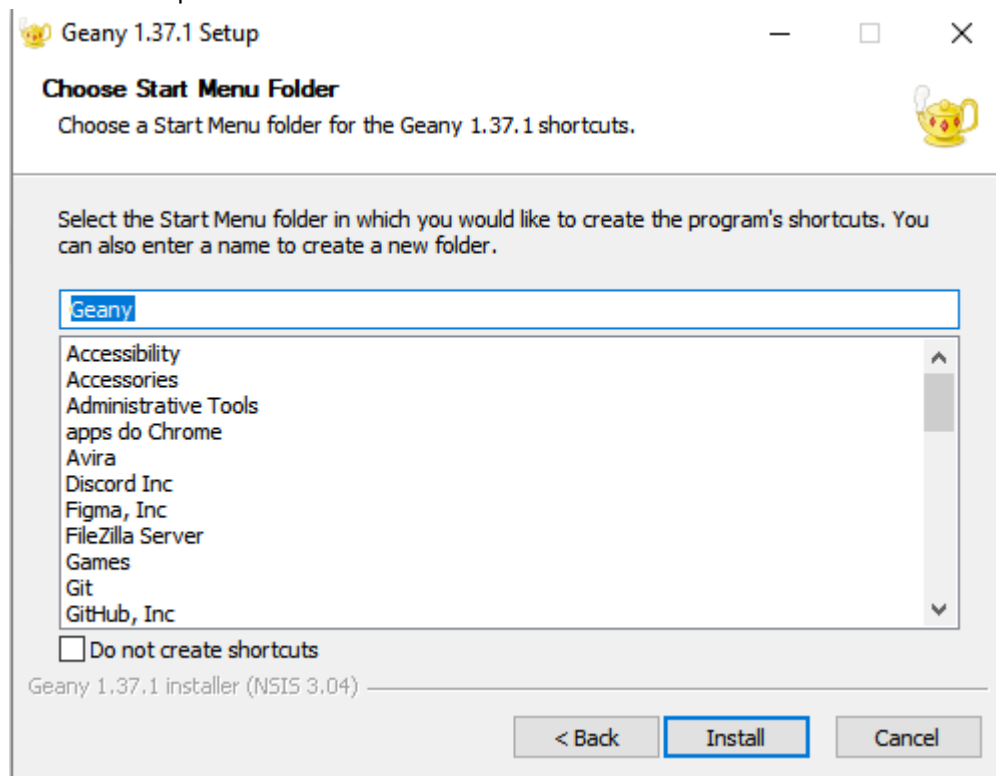 Geany 1.37.1 Setup
Choose Start Menu Folder
Choose a Start Menu folder for the Geany 1.37.1 shortcuts.
Select the Start Menu folder in which you would like to create the program's shortcuts. You
can also enter a name to create a new folder.
Geany
Accessibility
Accessories
Administrative Tools
apps do Chrome
Avira
Discord Inc
Figma, Inc
FileZilla Server
Games
Git
GitHub, Inc
Do not create shortcuts
Geany 1.37.1 installer (NSIS 3.04)
< Back Install Cancel